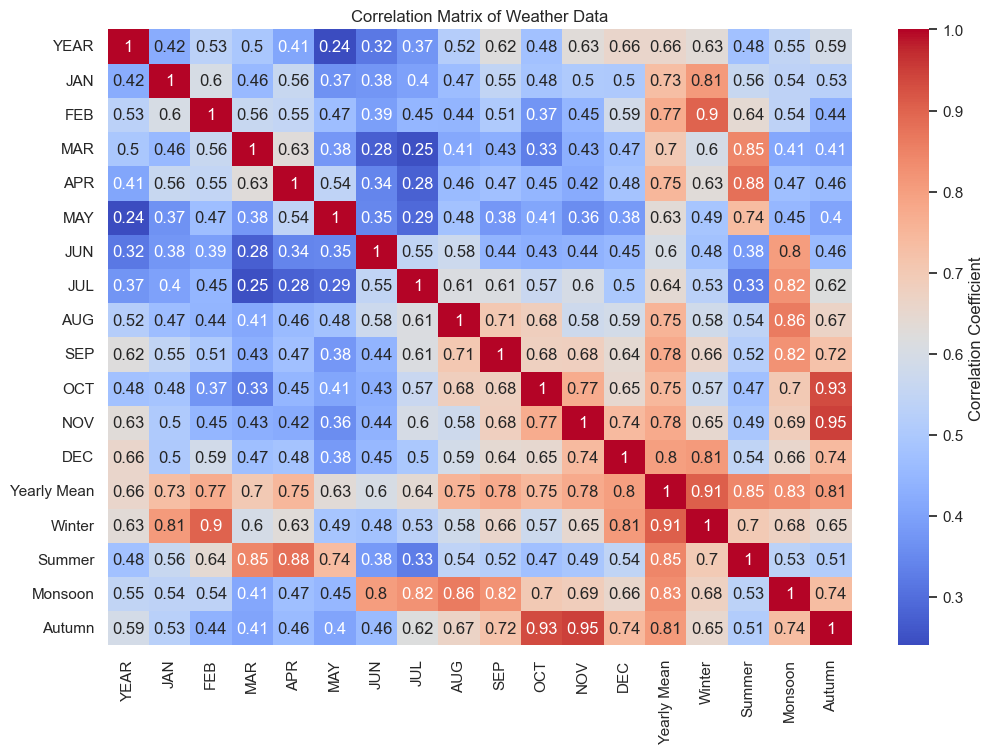 Correlation Matrix of Weather Data
YEAR 1 0.42 0.53 0.5 0.41 0.24 0.32 0.37 0.52 0.62 0.48 0.63 0.66 0.66 0.63 0.48 0.55 0.59
JAN 0.42 1 0.6 0.46 0.56 0.37 0.38 0.4 0.47 0.55 0.48 0.5 0.5 0.73 0.81 0.56 0.54 0.53
FEB 0.53 0.6 1 0.56 0.55 0.47 0.39 0.45 0.44 0.51 0.37 0.45 0.59 0.77 0.9 0.64 0.54 0.44
MAR 0.5 0.46 0.56 1 0.63 0.38 0.28 0.25 0.41 0.43 0.33 0.43 0.47 0.7 0.6 0.85 0.41 0.41
APR 0.41 0.56 0.55 0.63 1 0.54 0.34 0.28 0.46 0.47 0.45 0.42 0.48 0.75 0.63 0.88 0.47 0.46
MAY 0.24 0.37 0.47 0.38 0.54 1 0.35 0.29 0.48 0.38 0.41 0.36 0.38 0.63 0.49 0.74 0.45 0.4
JUN 0.32 0.38 0.39 0.28 0.34 0.35 1 0.55 0.58 0.44 0.43 0.44 0.45 0.6 0.48 0.38 0.8 0.46
JUL 0.37 0.4 0.45 0.25 0.28 0.29 0.55 1 0.61 0.61 0.57 0.6 0.5 0.64 0.53 0.33 0.82 0.62
AUG 0.52 0.47 0.44 0.41 0.46 0.48 0.58 0.61 1 0.71 0.68 0.58 0.59 0.75 0.58 0.54 0.86 0.67
SEP 0.62 0.55 0.51 0.43 0.47 0.38 0.44 0.61 0.71 1 0.68 0.68 0.64 0.78 0.66 0.52 0.82 0.72
OCT 0.48 0.48 0.37 0.33 0.45 0.41 0.43 0.57 0.68 0.68 1 0.77 0.65 0.75 0.57 0.47 0.7 0.93
NOV 0.63 0.5 0.45 0.43 0.42 0.36 0.44 0.6 0.58 0.68 0.77 1 0.74 0.78 0.65 0.49 0.69 0.95
DEC 0.66 0.5 0.59 0.47 0.48 0.38 0.45 0.5 0.59 0.64 0.65 0.74 1 0.8 0.81 0.54 0.66 0.74
Yearly Mean 0.66 0.73 0.77 0.7 0.75 0.63 0.6 0.64 0.75 0.78 0.75 0.78 0.8 1 0.91 0.85 0.83 0.81
Winter 0.63 0.81 0.9 0.6 0.63 0.49 0.48 0.53 0.58 0.66 0.57 0.65 0.81 0.91 1 0.7 0.68 0.65
Summer 0.48 0.56 0.64 0.85 0.88 0.74 0.38 0.33 0.54 0.52 0.47 0.49 0.54 0.85 0.7 1 0.53 0.51
Monsoon 0.55 0.54 0.54 0.41 0.47 0.45 0.8 0.82 0.86 0.82 0.7 0.69 0.66 0.83 0.68 0.53 1 0.74
Autumn 0.59 0.53 0.44 0.41 0.46 0.4 0.46 0.62 0.67 0.72 0.93 0.95 0.74 0.81 0.65 0.51 0.74 1
YEAR JAN FEB MAR APR MAY JUN JUL AUG SEP OCT NOV DEC Yearly Mean Winter Summer Monsoon Autumn
1.0
0.9
0.8
0.7
0.6
0.5
0.4
0.3
Correlation Coefficient